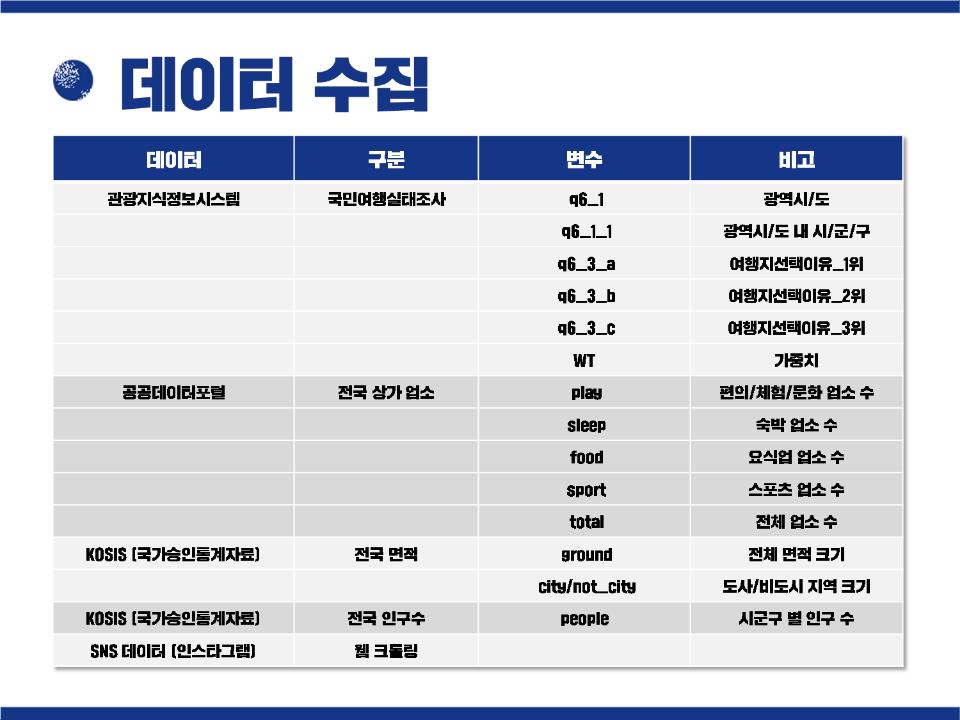 데이터 수집
데이터 구분 변수 비고
관광지식정보시스템 국민여행실태조사 q6_1 광역시/도
q6_1_1 광역시/도 내 시/군/구
q6_3_a 여행지선택이유_1위
q6_3_b 여행지선택이유_2위
q6_3_c 여행지선택이유_3위
WT 가중치
공공데이터포털 전국 상가 업소 play 편의/체험/문화 업소 수
sleep 숙박 업소 수
food 요식업 업소 수
sport 스포츠 업소 수
total 전체 업소 수
KOSIS (국가승인통계자료) 전국 면적 ground 전체 면적 크기
city/not_city 도사/비도시 지역 크기
KOSIS (국가승인통계자료) 전국 인구수 people 시군구 별 인구 수
SNS 데이터 (인스타그램) 웹 크롤링